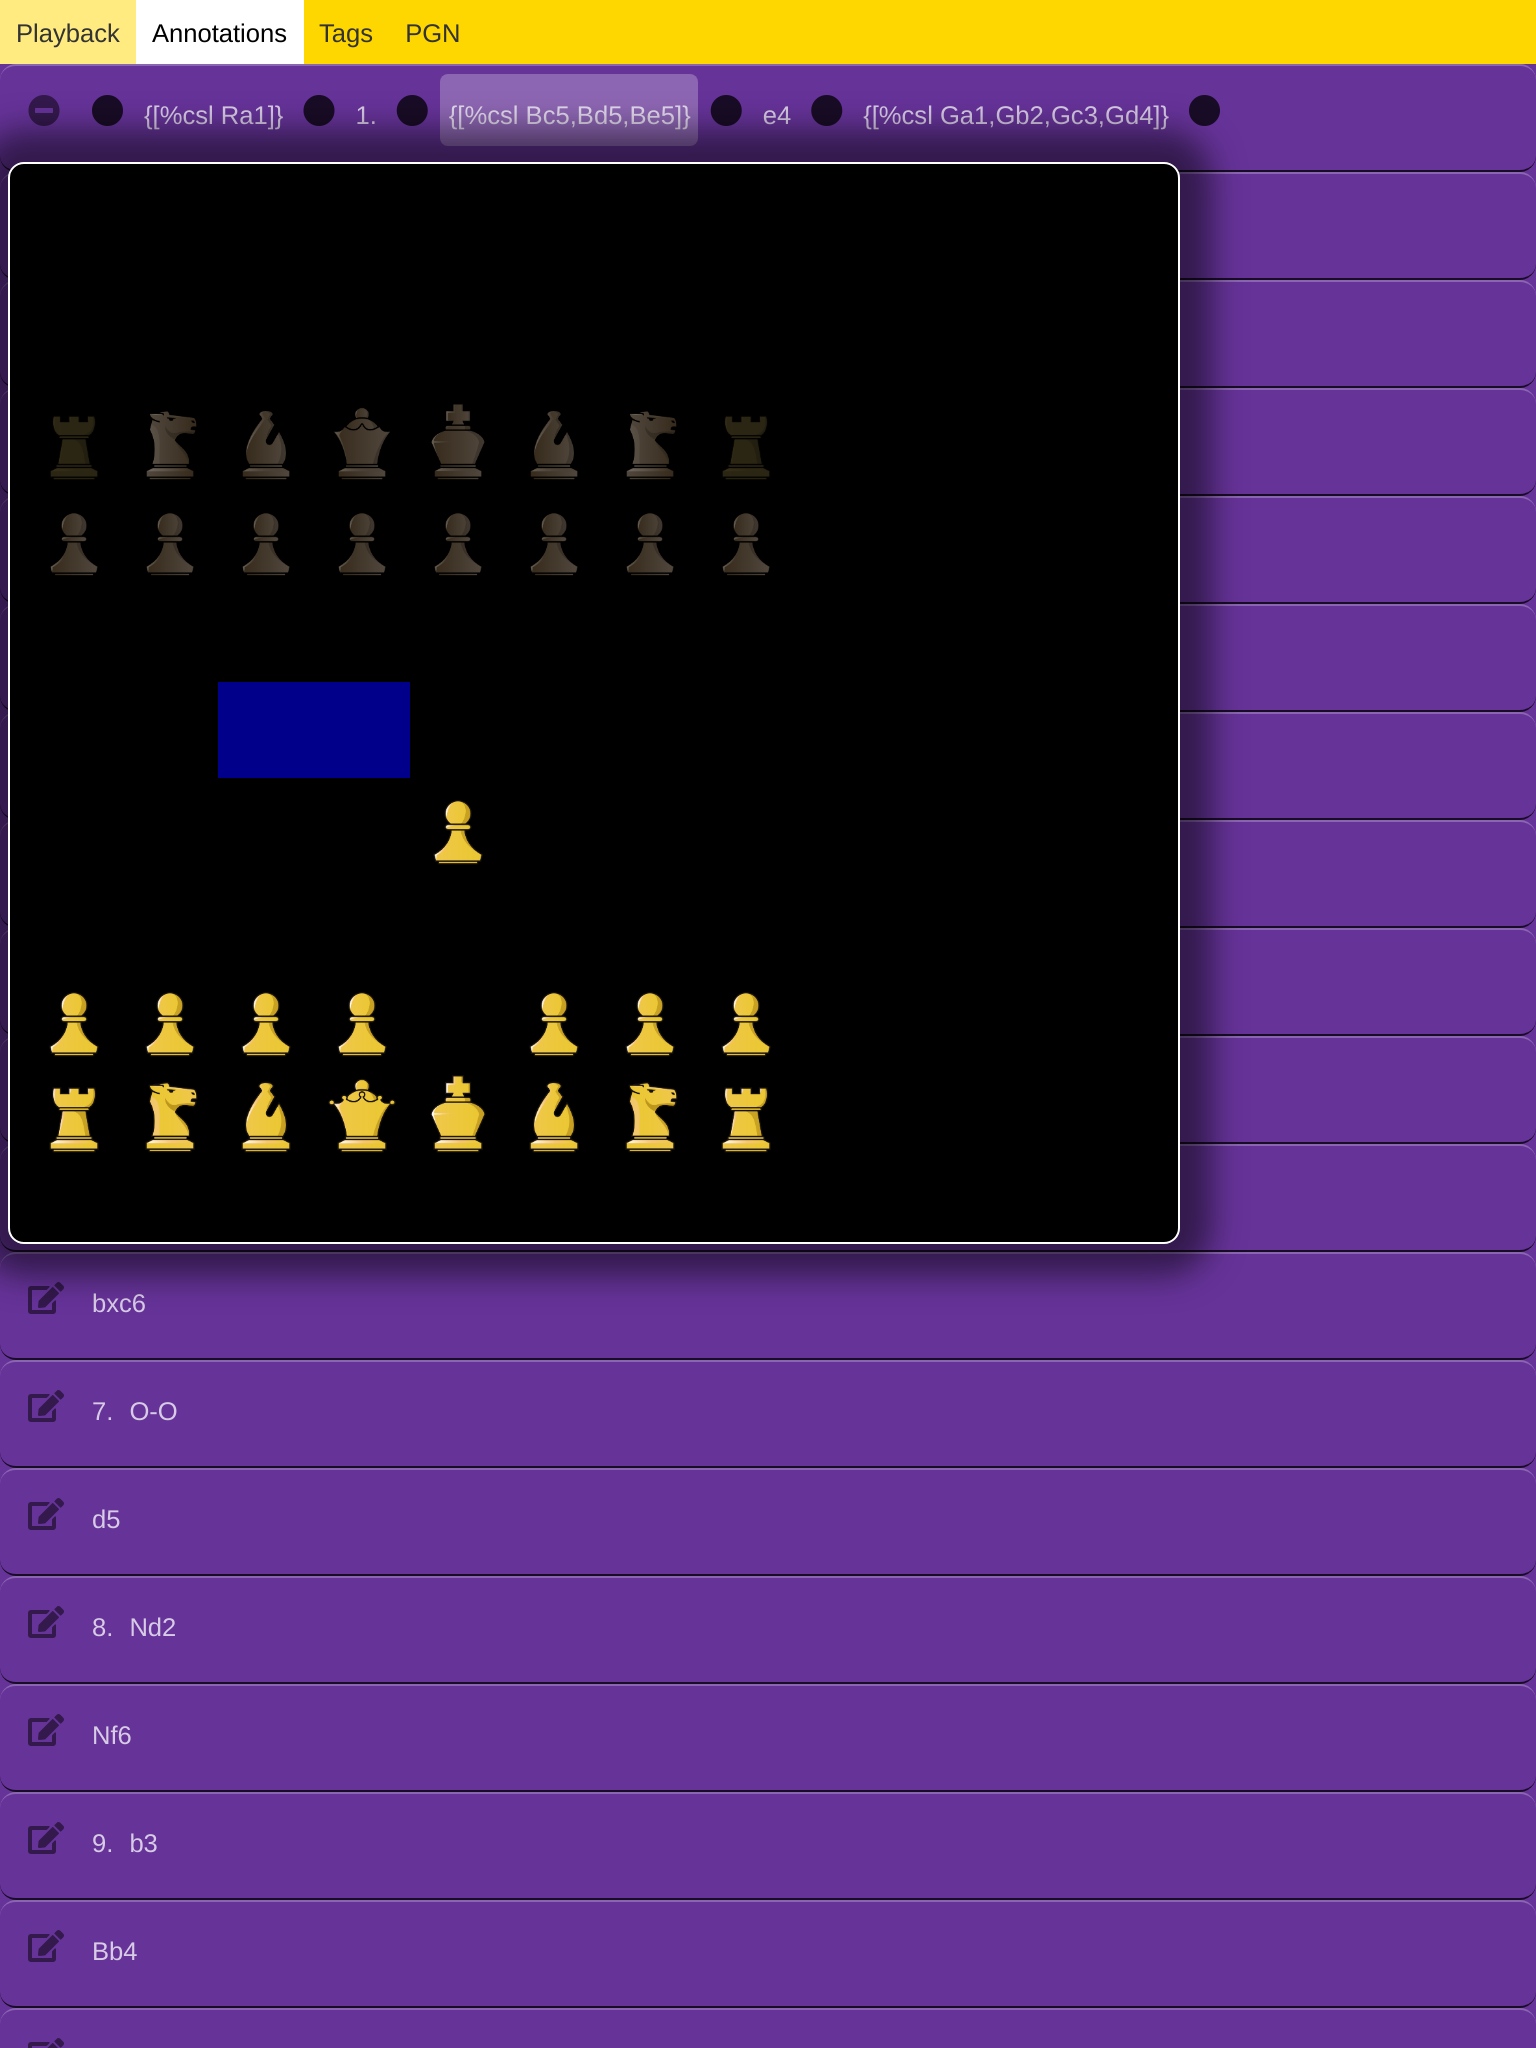 Playback Annotations Tags PGN
{[%csl Ra1]} 1. {[%csl Bc5,Bd5,Be5]} e4 {[%csl Ga1,Gb2,Gc3,Gd4]}
bxc6
7. O-O
d5
8. Nd2
Nf6
9. b3
Bb4